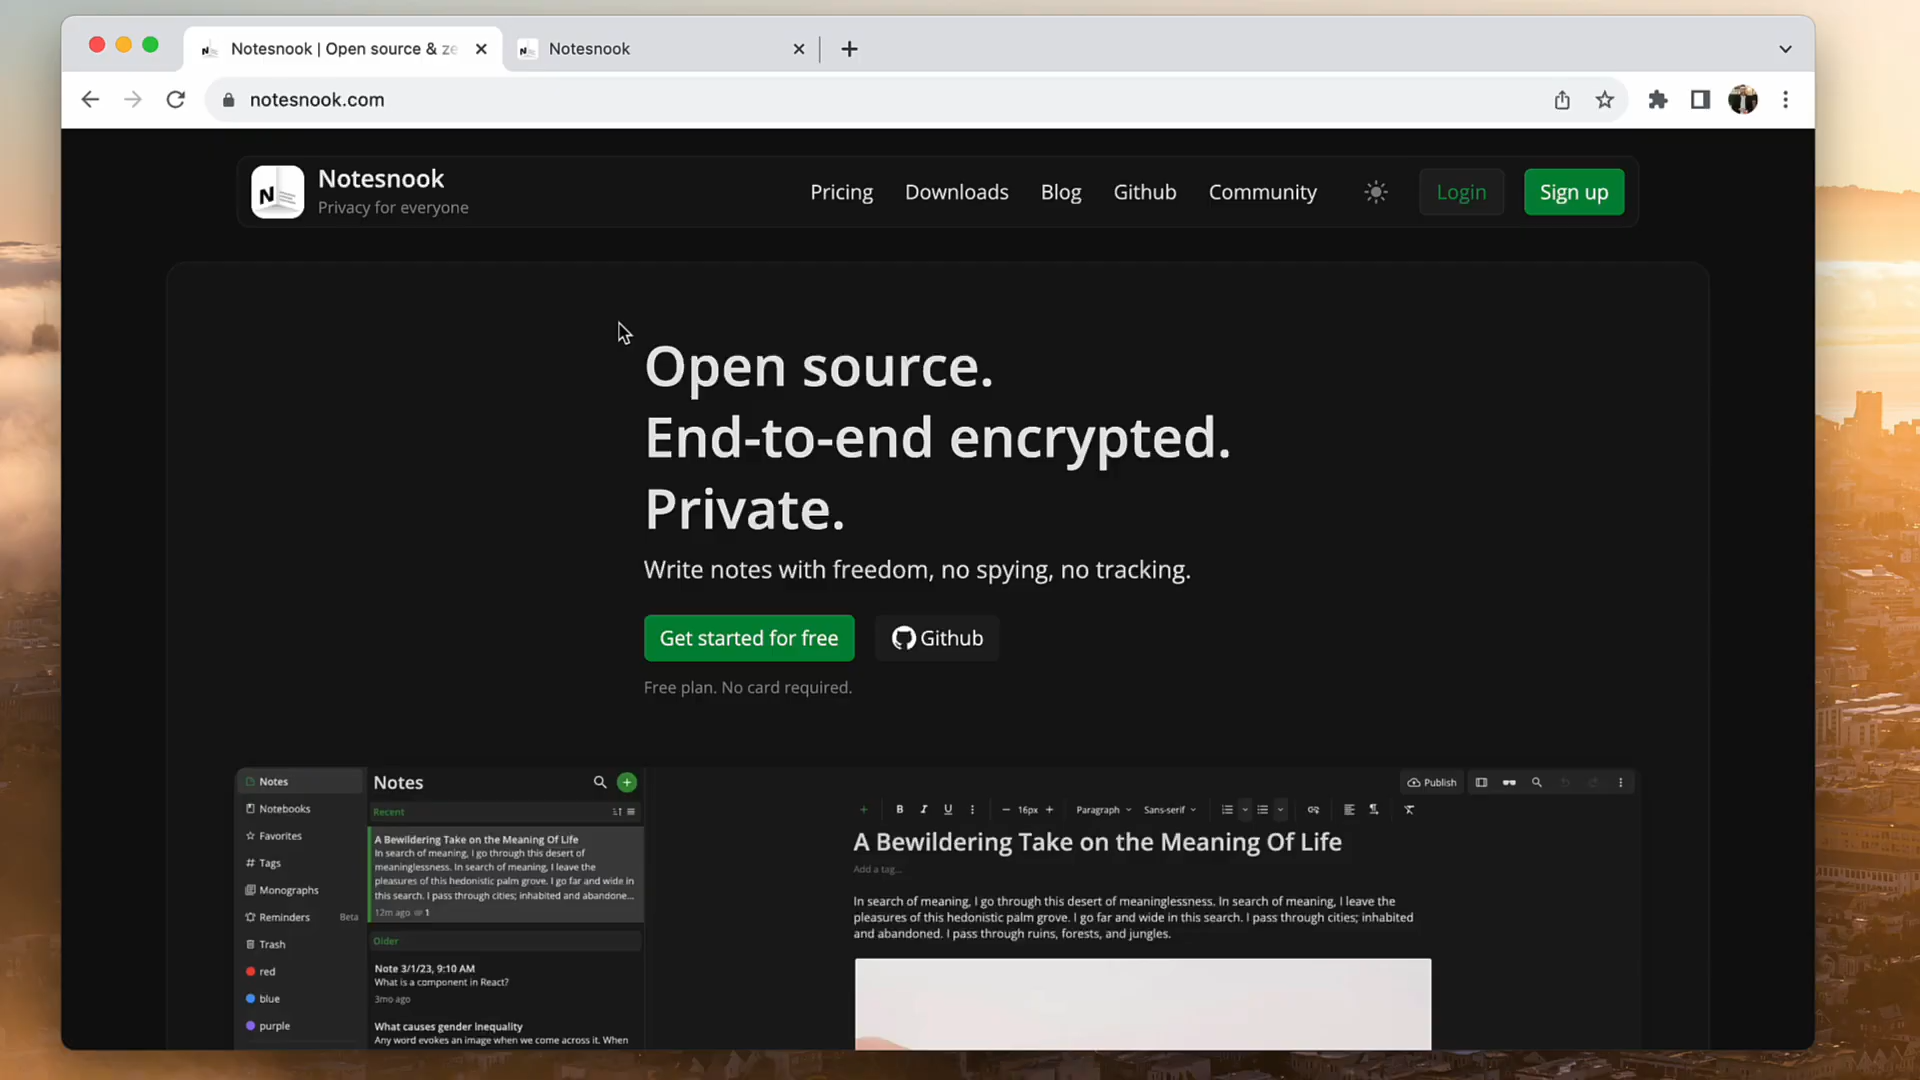 Notesnook | Open source & ze
Notesnook
notesnook.com
Notesnook
Privacy for everyone
Pricing
Downloads
Blog
Github
Community
Login
Sign up
Open source.
End-to-end encrypted.
Private.
Write notes with freedom, no spying, no tracking.
Get started for free
Github
Free plan. No card required.
Notes
Notebooks
Favorites
# Tags
Monographs
Reminders Beta
Trash
red
blue
purple
Notes
Recent
A Bewildering Take on the Meaning Of Life
In search of meaning, I go through this desert of
meaninglessness. In search of meaning, I leave the
pleasures of this hedonistic palm grove. I go far and wide in
this search. I pass through cities; inhabited and abandone...
12m ago 1
Older
Note 3/1/23, 9:10 AM
What is a component in React?
3mo ago
What causes gender inequality
Any word evokes an image when we come across it. When
Publish
B I U
16px
Paragraph
Sans-serif
A Bewildering Take on the Meaning Of Life
Add a tag...
In search of meaning, I go through this desert of meaninglessness. In search of meaning, I leave the
pleasures of this hedonistic palm grove. I go far and wide in this search. I pass through cities; inhabited
and abandoned. I pass through ruins, forests, and jungles.